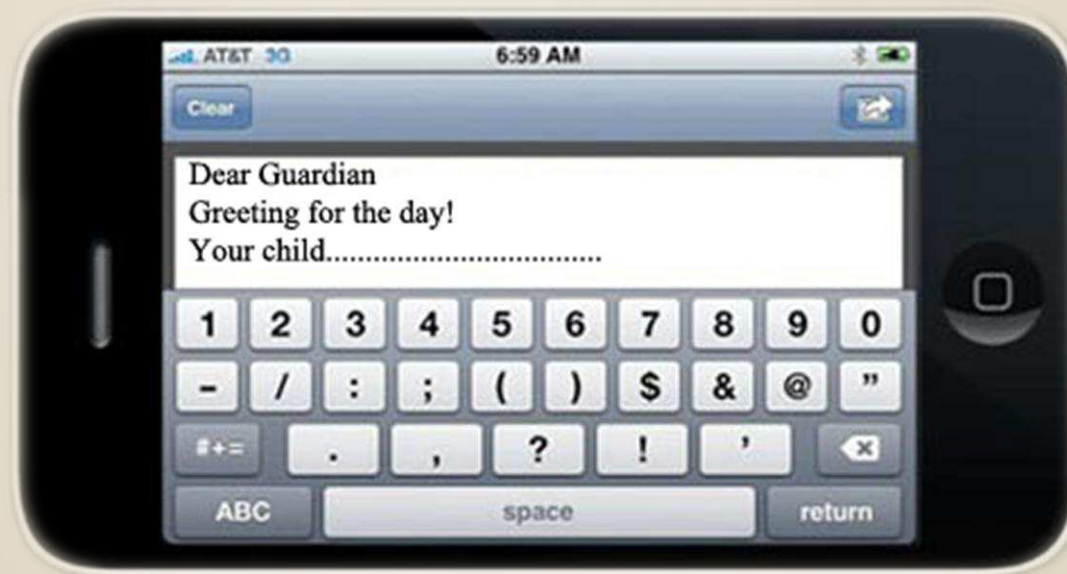 AT&T 3G 6:59 AM
Clear
Dear Guardian
Greeting for the day!
Your child...................................
1 2 3 4 5 6 7 8 9 0
- / : ; ( ) $ & @ "
#+= . , ? ! '
ABC space return